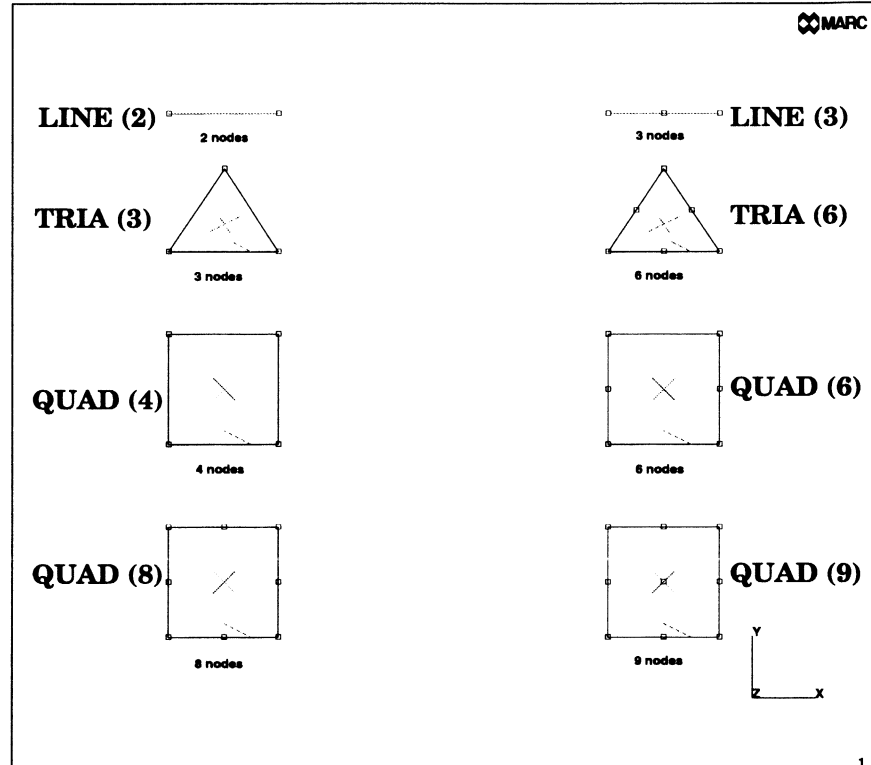 MARC
LINE (2)
2 nodes
LINE (3)
3 nodes
TRIA (3)
3 nodes
TRIA (6)
6 nodes
QUAD (4)
4 nodes
QUAD (6)
6 nodes
QUAD (8)
8 nodes
QUAD (9)
9 nodes
Y
Z X
1